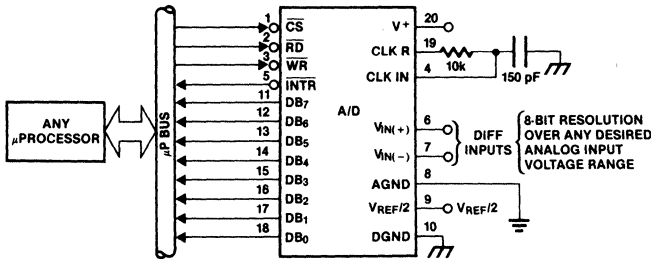 ANY
µPROCESSOR
µP BUS
1 CS
2 RD
3 WR
5 INTR
11 DB7
12 DB6
13 DB5
14 DB4
15 DB3
16 DB2
17 DB1
18 DB0
A/D
V+ 20
CLK R 19
10k
CLK IN 4
150 pF
VIN(+) 6
VIN(−) 7
DIFF
INPUTS
8-BIT RESOLUTION
OVER ANY DESIRED
ANALOG INPUT
VOLTAGE RANGE
AGND 8
VREF/2 9 VREF/2
DGND 10